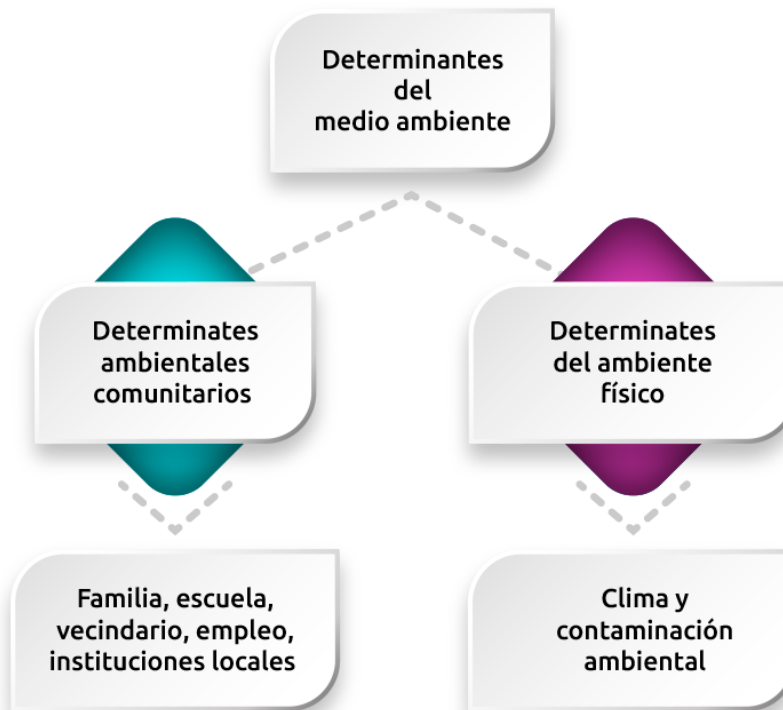 Determinantes
del
medio ambiente
Determinates
ambientales
comunitarios
Determinates
del ambiente
físico
Familia, escuela,
vecindario, empleo,
instituciones locales
Clima y
contaminación
ambiental